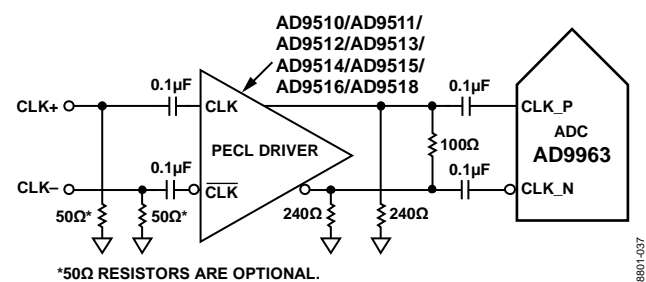 AD9510/AD9511/
AD9512/AD9513/
AD9514/AD9515/
AD9516/AD9518
0.1µF
0.1µF
CLK+
CLK
CLK_P
ADC
PECL DRIVER
100Ω
AD9963
0.1µF
0.1µF
CLK–
CLK
CLK_N
50Ω*
50Ω*
240Ω
240Ω
*50Ω RESISTORS ARE OPTIONAL.
8801-037